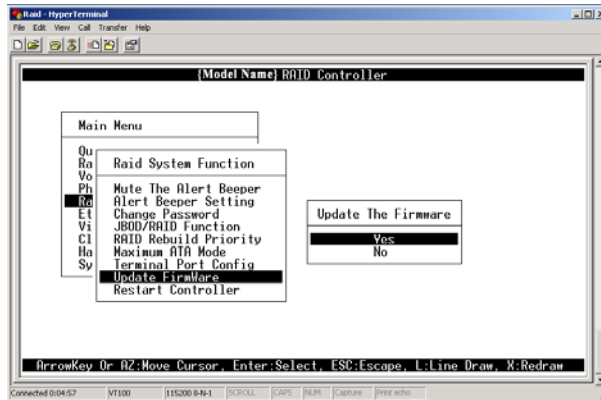 Raid - HyperTerminal
File Edit View Call Transfer Help
{Model Name} RAID Controller
Main Menu
Qu
Ra
Vo
Ph
Ra
Et
Vi
Cl
Ha
Sy
Raid System Function
Mute The Alert Beeper
Alert Beeper Setting
Change Password
JBOD/RAID Function
RAID Rebuild Priority
Maximum ATA Mode
Terminal Port Config
Update FirmWare
Restart Controller
Update The Firmware
Yes
No
ArrowKey Or AZ:Move Cursor, Enter:Select, ESC:Escape, L:Line Draw, X:Redraw
Connected 0:04:57 VT100 115200 8-N-1 SCROLL CAPS NUM Capture Print echo